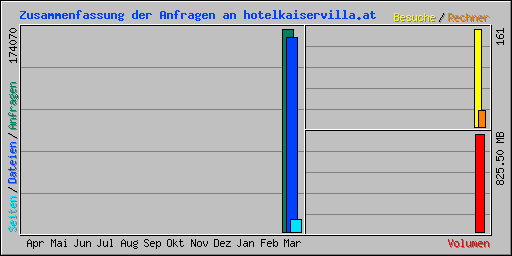 Zusammenfassung der Anfragen an hotelkaiservilla.at
Besuche / Rechner
174070
161
Seiten / Dateien / Anfragen
825.50 MB
Apr Mai Jun Jul Aug Sep Okt Nov Dez Jan Feb Mar
Volumen